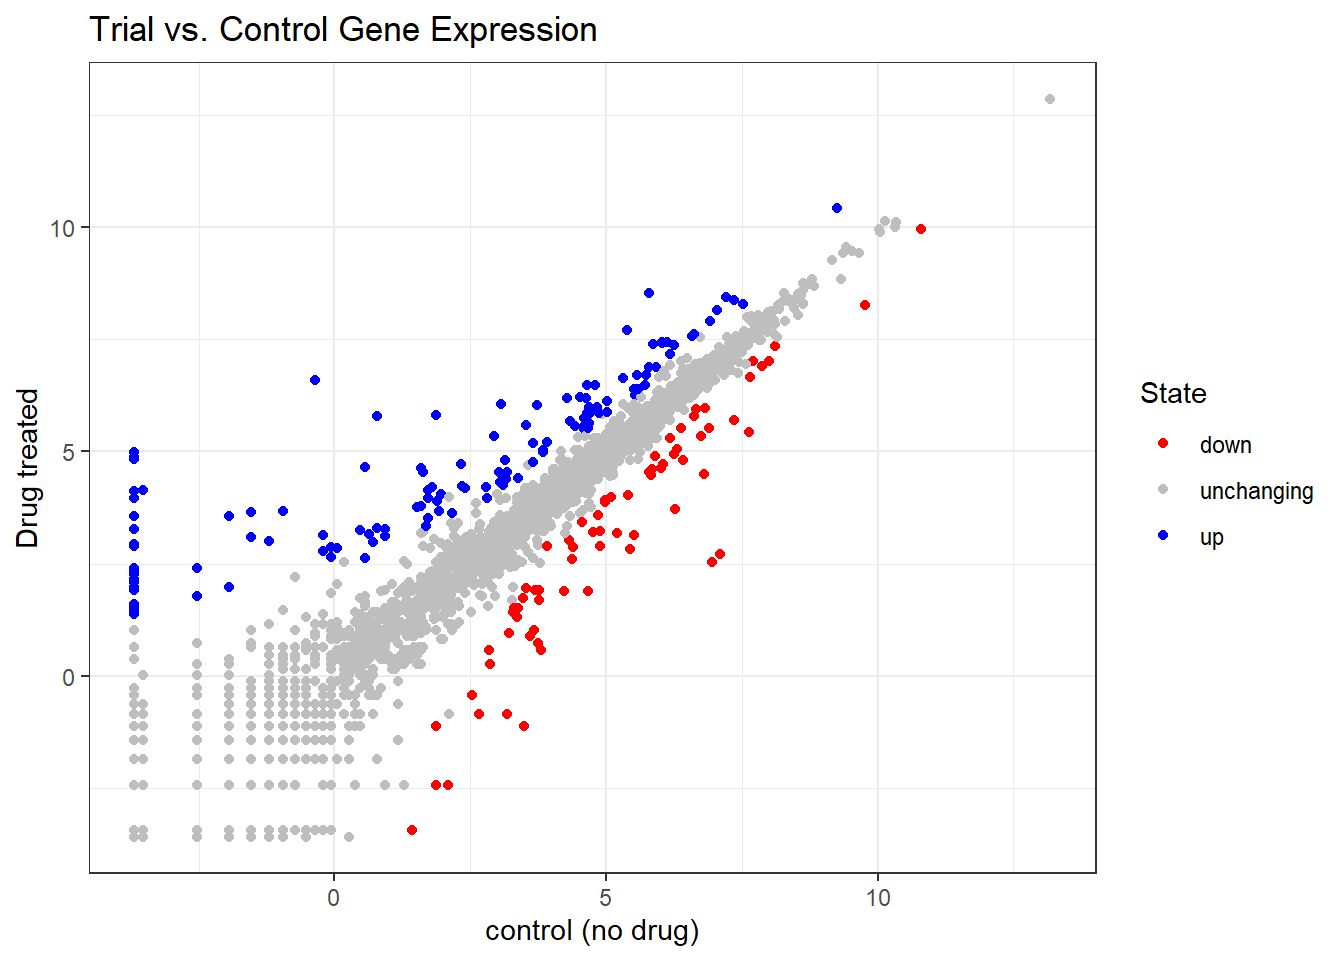 Trial vs. Control Gene Expression
Drug treated
10
5
0
0
5
10
control (no drug)
State
down
unchanging
up